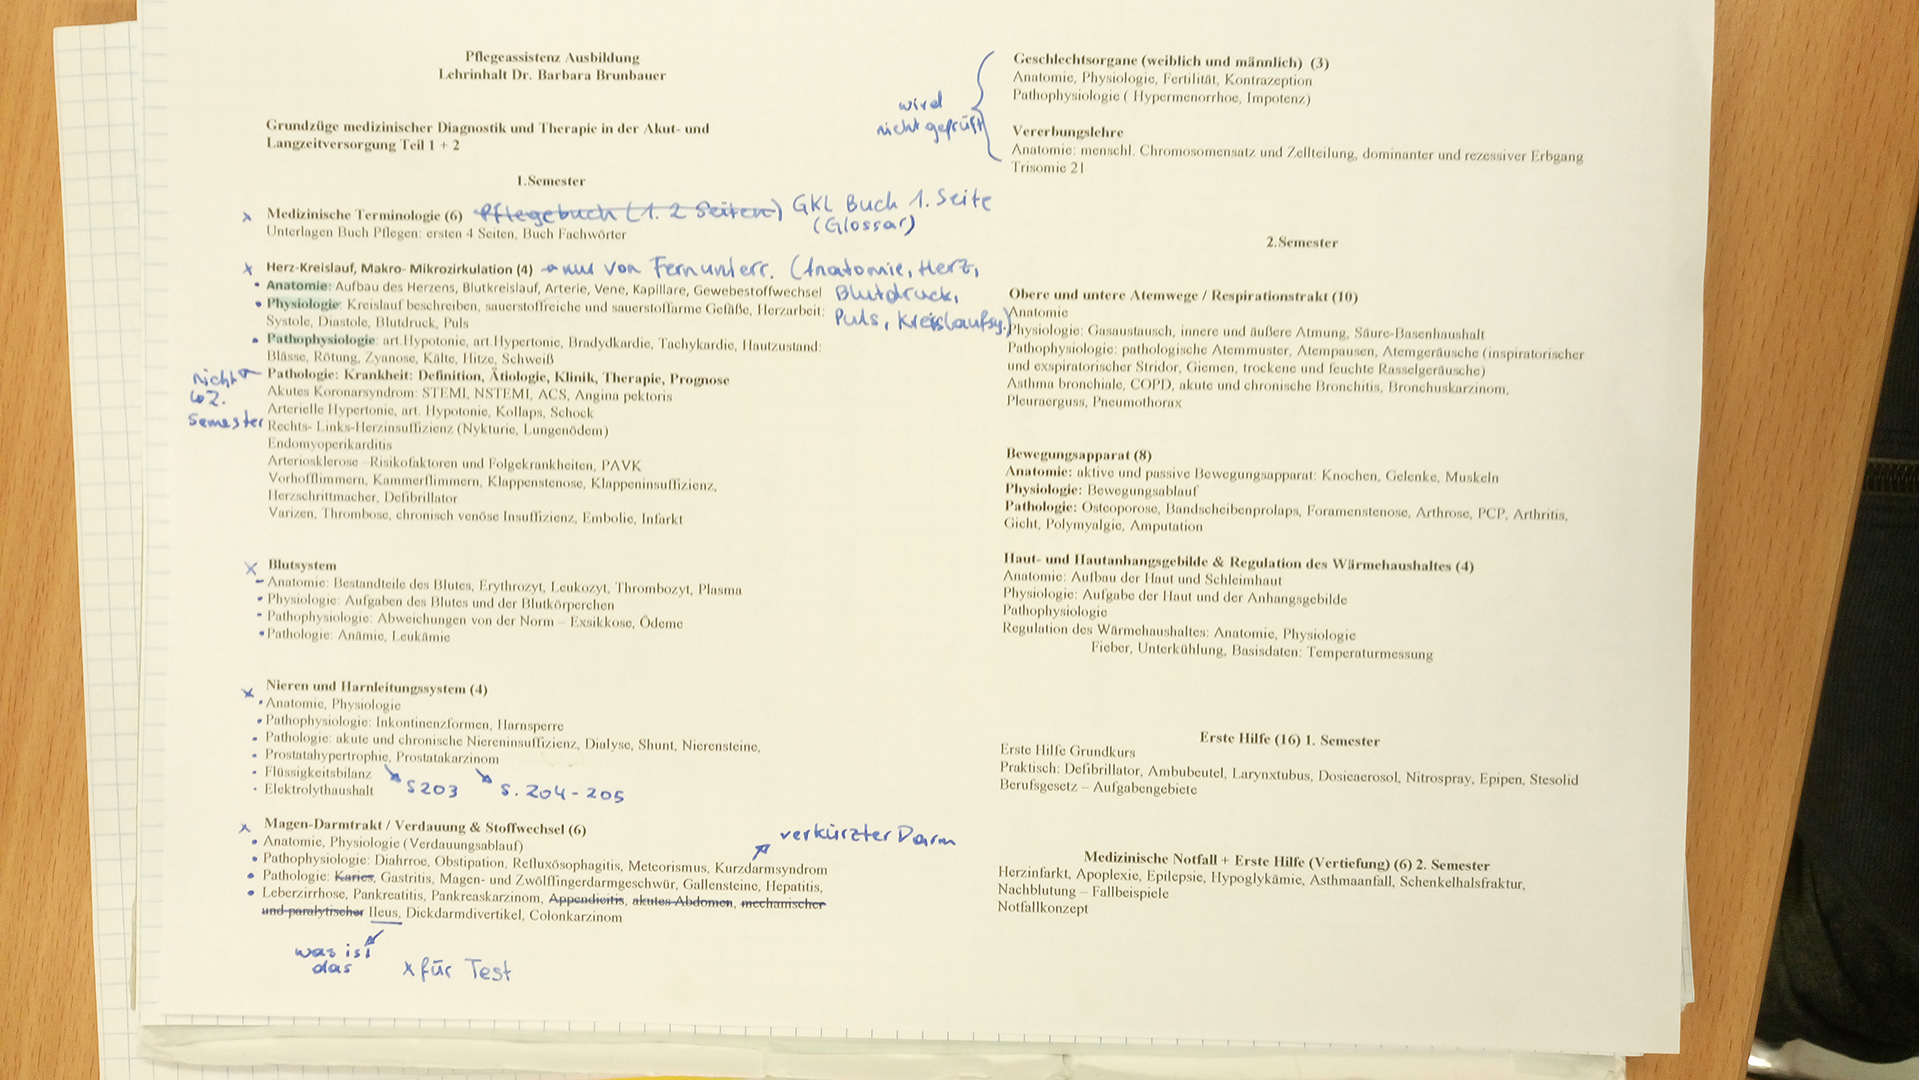 Pflegeassistenz Ausbildung
Lehrinhalt Dr. Barbara Brunbauer
Grundzüge medizinischer Diagnostik und Therapie in der Akut- und
Langzeitversorgung Teil 1 + 2
1.Semester
x Medizinische Terminologie (6) Pflegebuch (1. 2 Seiten) GKL Buch 1. Seite
(Glossar)
Unterlagen Buch Pflegen: ersten 4 Seiten, Buch Fachwörter
x Herz-Kreislauf, Makro- Mikrozirkulation (4) → nur von Fernunterr. (Anatomie, Herz,
• Anatomie: Aufbau des Herzens, Blutkreislauf, Arterie, Vene, Kapillare, Gewebestoffwechsel Blutdruck,
• Physiologie: Kreislauf beschreiben, sauerstoffreiche und sauerstoffarme Gefäße, Herzarbeit: Puls, Kreislaufsy.)
Systole, Diastole, Blutdruck, Puls
• Pathophysiologie: art.Hypotonie, art.Hypertonie, Bradydkardie, Tachykardie, Hautzustand:
Blässe, Rötung, Zyanose, Kälte, Hitze, Schweiß
nicht
↳ 2.
Semester
Pathologie: Krankheit: Definition, Ätiologie, Klinik, Therapie, Prognose
Akutes Koronarsyndrom: STEMI, NSTEMI, ACS, Angina pektoris
Arterielle Hypertonie, art. Hypotonie, Kollaps, Schock
Rechts- Links-Herzinsuffizienz (Nykturie, Lungenödem)
Endomyoperikarditis
Arteriosklerose –Risikofaktoren und Folgekrankheiten, PAVK
Vorhofflimmern, Kammerflimmern, Klappenstenose, Klappeninsuffizienz,
Herzschrittmacher, Defibrillator
Varizen, Thrombose, chronisch venöse Insuffizienz, Embolie, Infarkt
x Blutsystem
- Anatomie: Bestandteile des Blutes, Erythrozyt, Leukozyt, Thrombozyt, Plasma
• Physiologie: Aufgaben des Blutes und der Blutkörperchen
• Pathophysiologie: Abweichungen von der Norm – Exsikkose, Ödeme
• Pathologie: Anämie, Leukämie
x Nieren und Harnleitungssystem (4)
• Anatomie, Physiologie
• Pathophysiologie: Inkontinenzformen, Harnsperre
• Pathologie: akute und chronische Niereninsuffizienz, Dialyse, Shunt, Nierensteine,
• Prostatahypertrophie, Prostatakarzinom
• Flüssigkeitsbilanz
• Elektrolythaushalt S203 S. 204-205
x Magen-Darmtrakt / Verdauung & Stoffwechsel (6)
verkürzter Darm
• Anatomie, Physiologie (Verdauungsablauf)
• Pathophysiologie: Diahrroe, Obstipation, Refluxösophagitis, Meteorismus, Kurzdarmsyndrom
• Pathologie: Karies, Gastritis, Magen- und Zwölffingerdarmgeschwür, Gallensteine, Hepatitis,
• Leberzirrhose, Pankreatitis, Pankreaskarzinom, Appendicitis, akutes Abdomen, mechanischer
und paralytischer Ileus, Dickdarmdivertikel, Colonkarzinom
was ist
das
x für Test
wird
nicht geprüft
Geschlechtsorgane (weiblich und männlich) (3)
Anatomie, Physiologie, Fertilität, Kontrazeption
Pathophysiologie ( Hypermenorrhoe, Impotenz)
Vererbungslehre
Anatomie: menschl. Chromosomensatz und Zellteilung, dominanter und rezessiver Erbgang
Trisomie 21
2.Semester
Obere und untere Atemwege / Respirationstrakt (10)
Anatomie
Physiologie: Gasaustausch, innere und äußere Atmung, Säure-Basenhaushalt
Pathophysiologie: pathologische Atemmuster, Atempausen, Atemgeräusche (inspiratorischer
und exspiratorischer Stridor, Giemen, trockene und feuchte Rasselgeräusche)
Asthma bronchiale, COPD, akute und chronische Bronchitis, Bronchuskarzinom,
Pleuraerguss, Pneumothorax
Bewegungsapparat (8)
Anatomie: aktive und passive Bewegungsapparat: Knochen, Gelenke, Muskeln
Physiologie: Bewegungsablauf
Pathologie: Osteoporose, Bandscheibenprolaps, Foramenstenose, Arthrose, PCP, Arthritis,
Gicht, Polymyalgie, Amputation
Haut- und Hautanhangsgebilde & Regulation des Wärmehaushaltes (4)
Anatomie: Aufbau der Haut und Schleimhaut
Physiologie: Aufgabe der Haut und der Anhangsgebilde
Pathophysiologie
Regulation des Wärmehaushaltes: Anatomie, Physiologie
Fieber, Unterkühlung, Basisdaten: Temperaturmessung
Erste Hilfe (16) 1. Semester
Erste Hilfe Grundkurs
Praktisch: Defibrillator, Ambubeutel, Larynxtubus, Dosieaerosol, Nitrospray, Epipen, Stesolid
Berufsgesetz – Aufgabengebiete
Medizinische Notfall + Erste Hilfe (Vertiefung) (6) 2. Semester
Herzinfarkt, Apoplexie, Epilepsie, Hypoglykämie, Asthmaanfall, Schenkelhalsfraktur,
Nachblutung – Fallbeispiele
Notfallkonzept